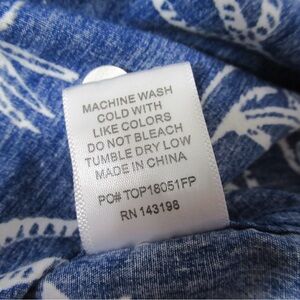 MACHINE WASH
COLD WITH
LIKE COLORS
DO NOT BLEACH
TUMBLE DRY LOW
MADE IN CHINA
PO# TOP18051FP
RN 143198